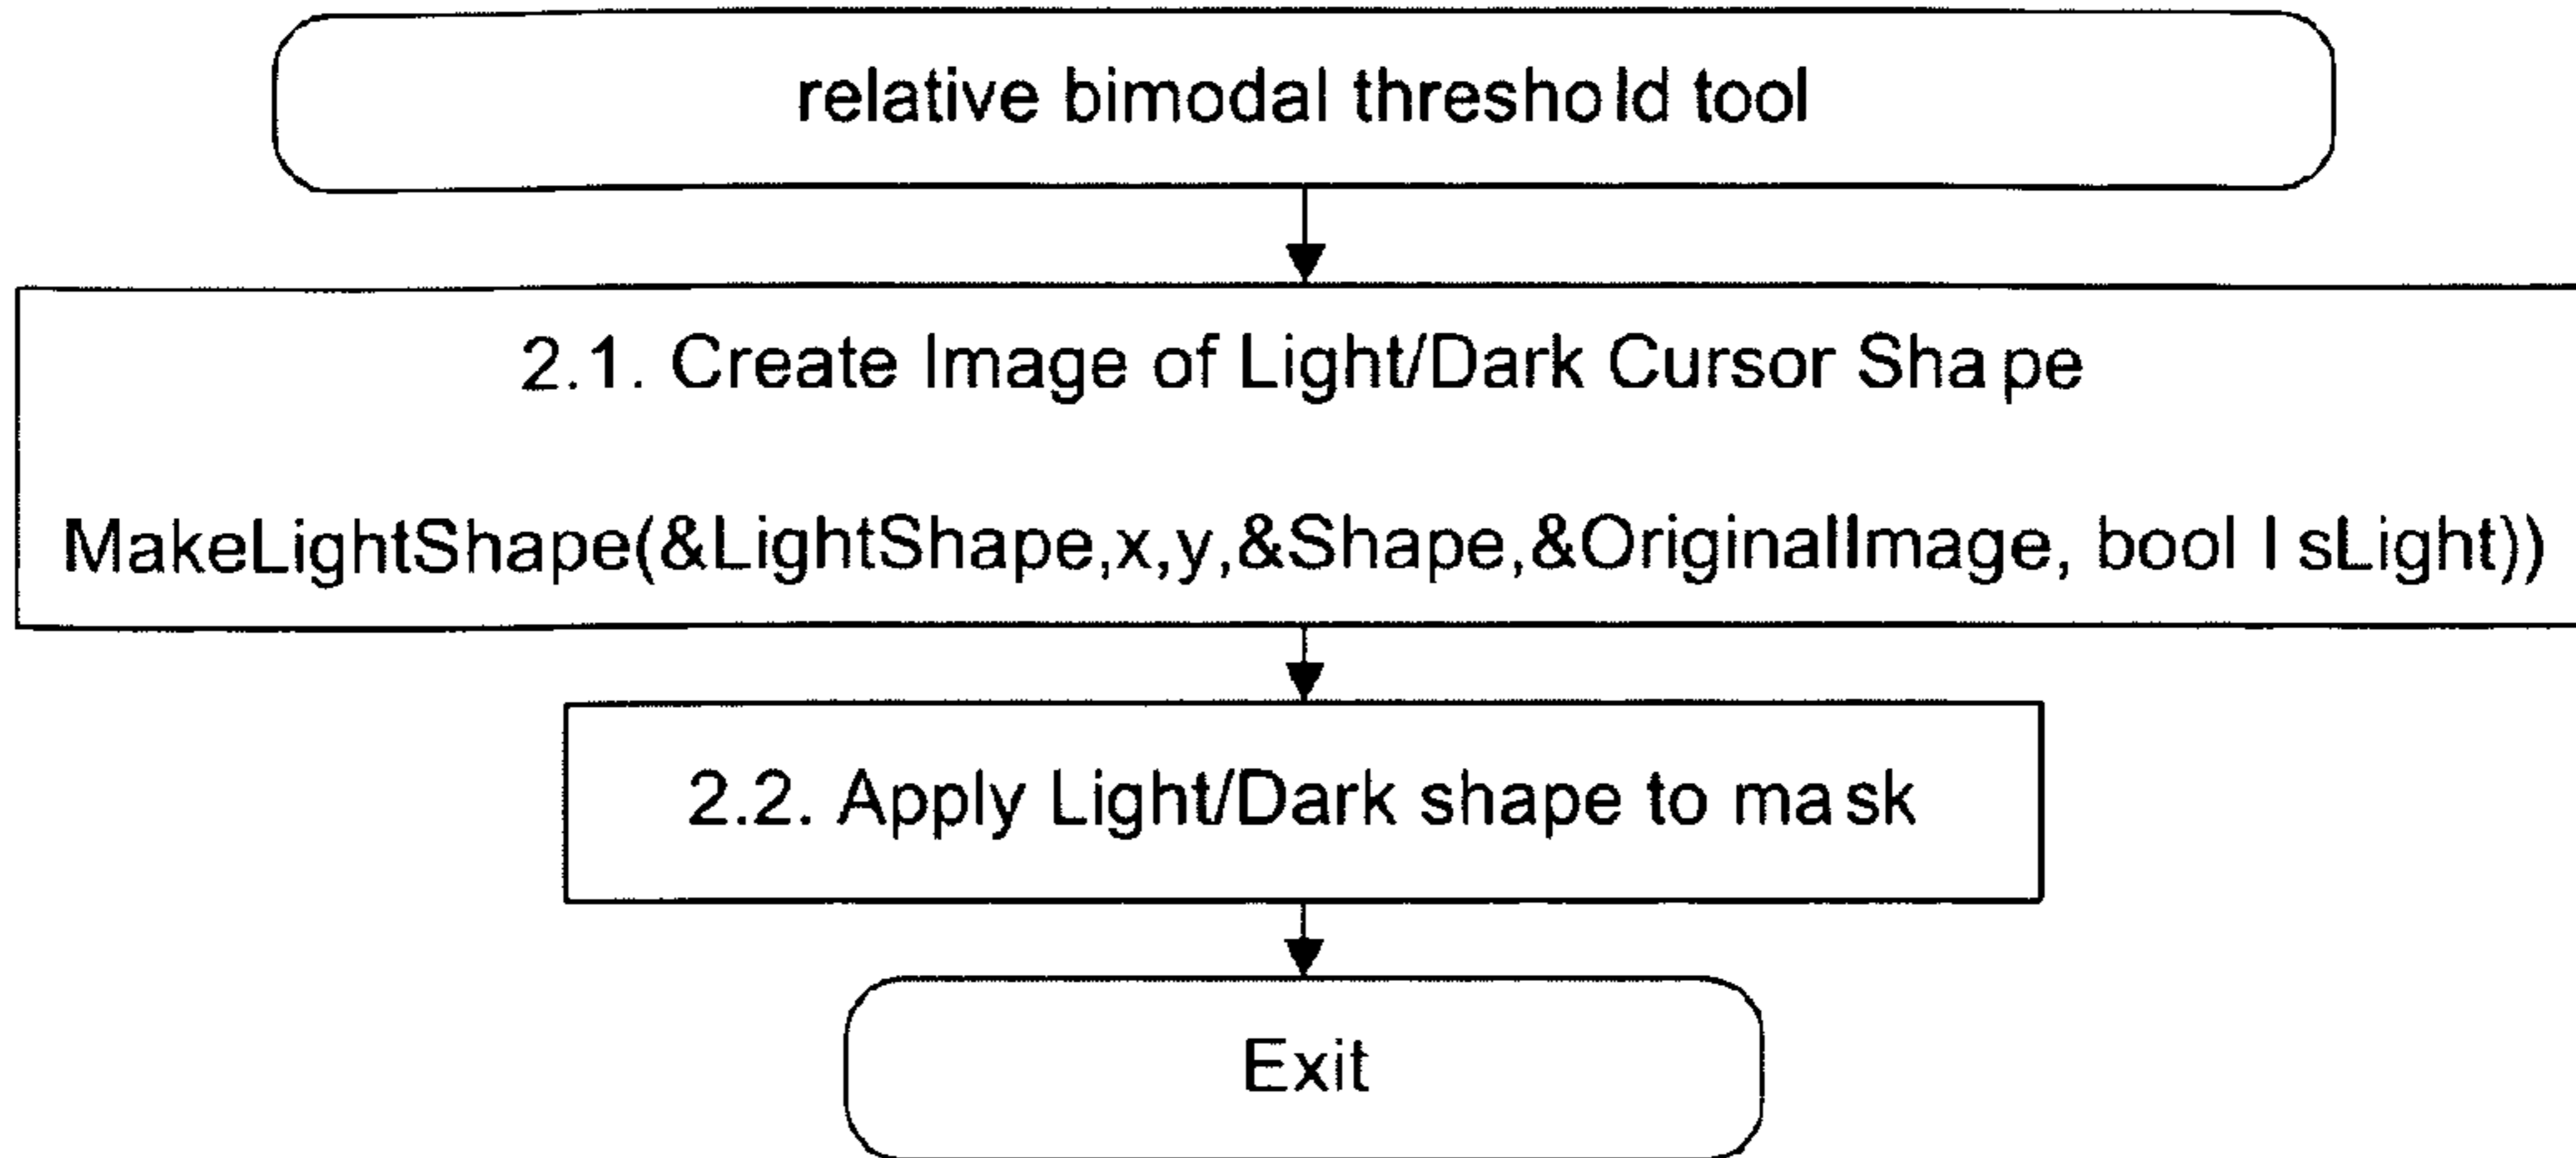 relative bimodal threshold tool
2.1. Create Image of Light/Dark Cursor Shape
MakeLightShape(&LightShape,x,y,&Shape,&OriginalImage, bool IsLight))
2.2. Apply Light/Dark shape to mask
Exit